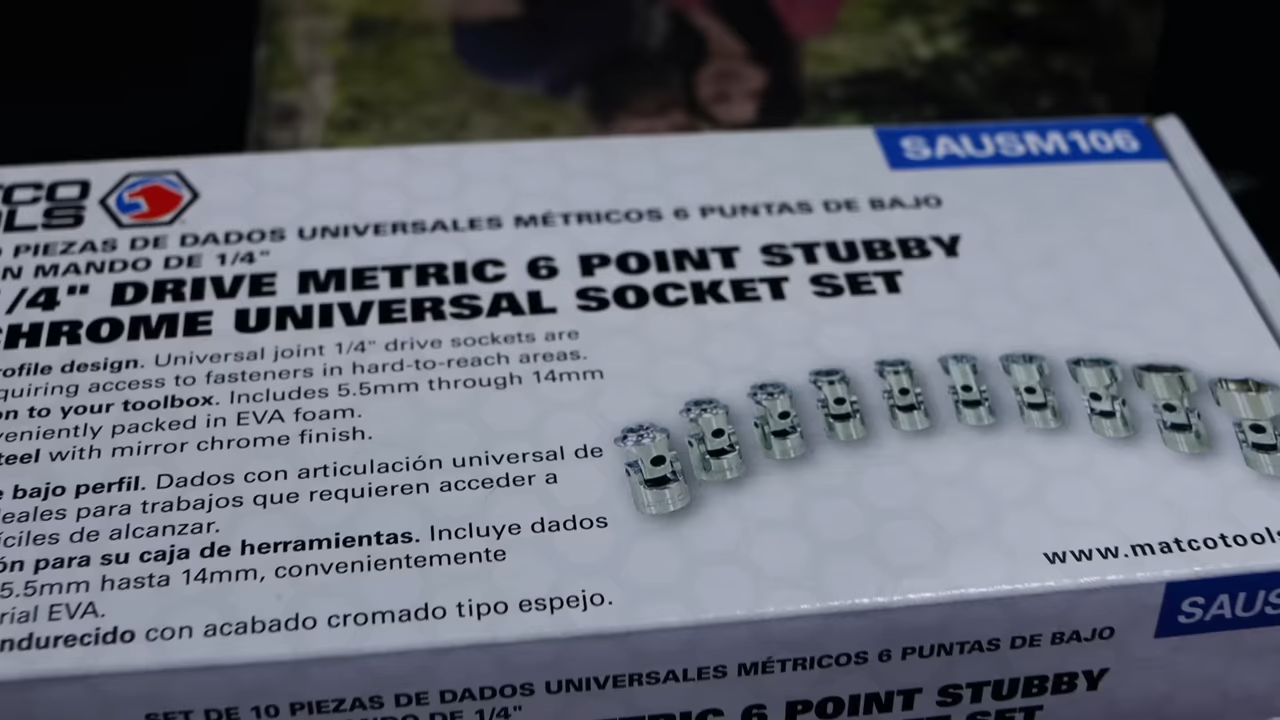 SAUSM106
TCO
OLS
PIEZAS DE DADOS UNIVERSALES MÉTRICOS 6 PUNTAS DE BAJO
N MANDO DE 1/4"
/4" DRIVE METRIC 6 POINT STUBBY
CHROME UNIVERSAL SOCKET SET
rofile design. Universal joint 1/4" drive sockets are
quiring access to fasteners in hard-to-reach areas.
on to your toolbox. Includes 5.5mm through 14mm
veniently packed in EVA foam.
teel with mirror chrome finish.
e bajo perfil. Dados con articulación universal de
deales para trabajos que requieren acceder a
íciles de alcanzar.
ón para su caja de herramientas. Incluye dados
5.5mm hasta 14mm, convenientemente
rial EVA.
ndurecido con acabado cromado tipo espejo.
www.matcotools
SAUS
SET DE 10 PIEZAS DE DADOS UNIVERSALES MÉTRICOS 6 PUNTAS DE BAJO
MANDO DE 1/4"
RIC 6 POINT STUBBY
SET